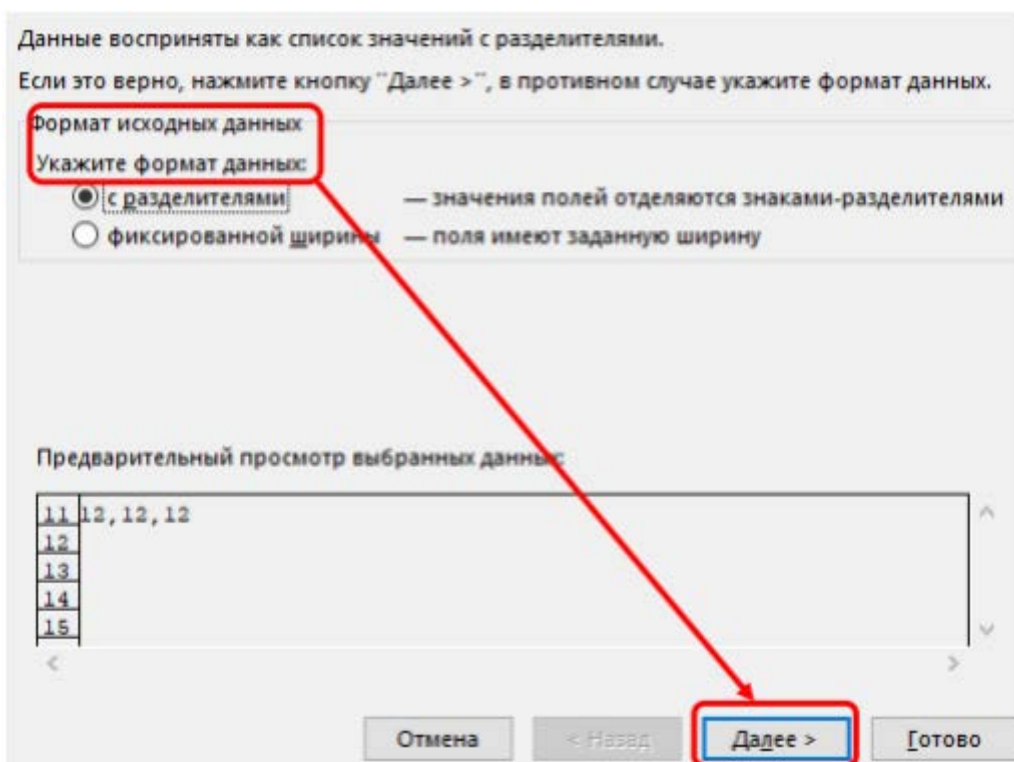 Данные восприняты как список значений с разделителями.
Если это верно, нажмите кнопку ``Далее >``, в противном случае укажите формат данных.
Формат исходных данных
Укажите формат данных:
с разделителями — значения полей отделяются знаками-разделителями
фиксированной ширины — поля имеют заданную ширину
Предварительный просмотр выбранных данных:
11 12,12,12
12
13
14
15
Отмена < Назад Далее > Готово